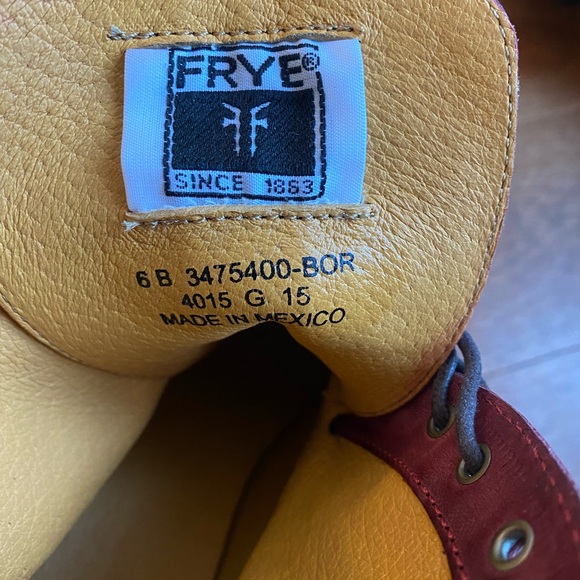 FRYE®
SINCE 1863
6 B 3475400-BOR
4015 G 15
MADE IN MEXICO